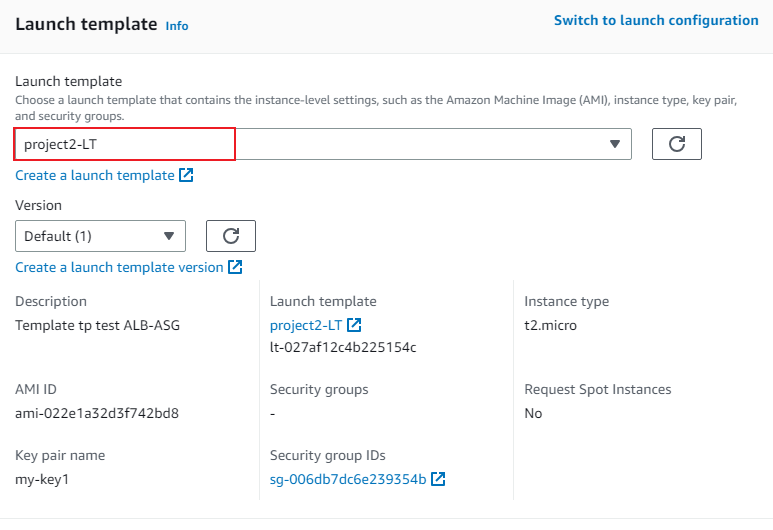 Launch template Info
Switch to launch configuration
Launch template
Choose a launch template that contains the instance-level settings, such as the Amazon Machine Image (AMI), instance type, key pair,
and security groups.
project2-LT
Create a launch template
Version
Default (1)
Create a launch template version
Description
Template tp test ALB-ASG
Launch template
project2-LT
lt-027af12c4b225154c
Instance type
t2.micro
AMI ID
ami-022e1a32d3f742bd8
Security groups
-
Request Spot Instances
No
Key pair name
my-key1
Security group IDs
sg-006db7dc6e239354b